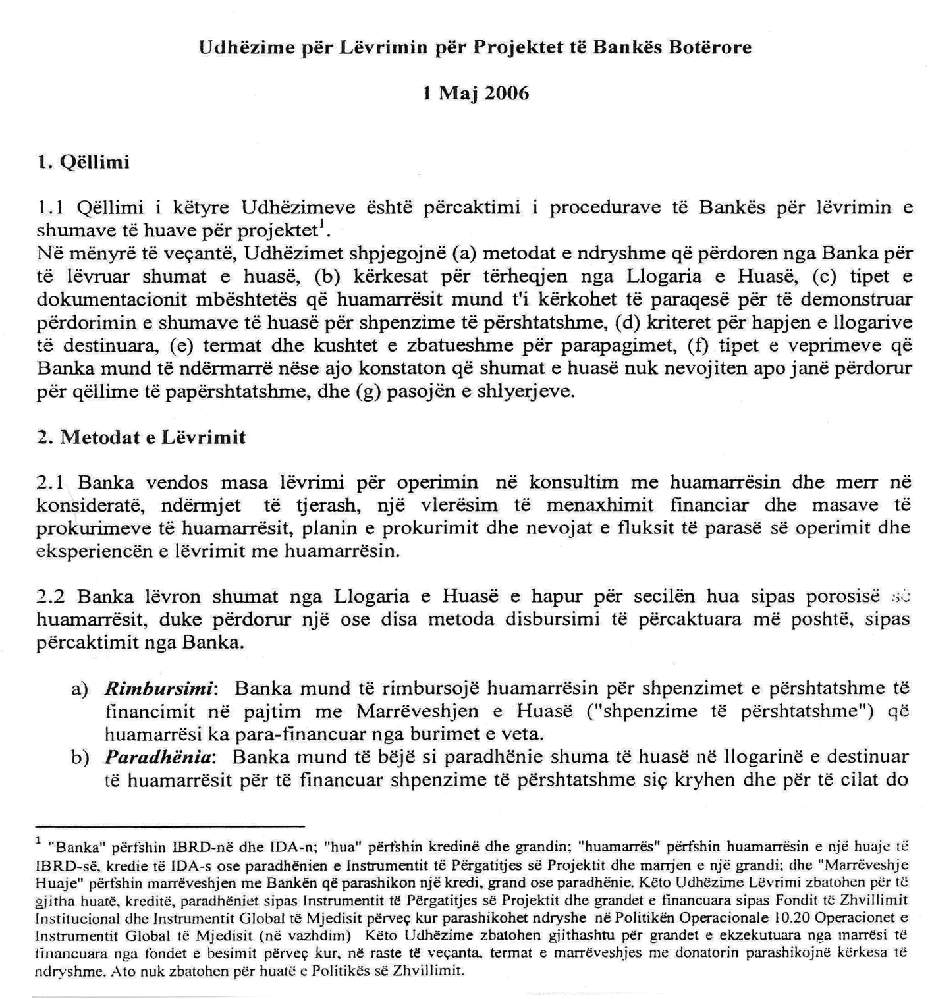 Udhëzime për Lëvrimin për Projektet të Bankës Botërore
1 Maj 2006
1. Qëllimi
1.1 Qëllimi i këtyre Udhëzimeve është përcaktimi i procedurave të Bankës për lëvrimin e
shumave të huave për projektet¹.
Në mënyrë të veçantë, Udhëzimet shpjegojnë (a) metodat e ndryshme që përdoren nga Banka për
të lëvruar shumat e huasë, (b) kërkesat për tërheqjen nga Llogaria e Huasë, (c) tipet e
dokumentacionit mbështetës që huamarrësit mund t'i kërkohet të paraqesë për të demonstruar
përdorimin e shumave të huasë për shpenzime të përshtatshme, (d) kriteret për hapjen e llogarive
të destinuara, (e) termat dhe kushtet e zbatueshme për parapagimet, (f) tipet e veprimeve që
Banka mund të ndërmarrë nëse ajo konstaton që shumat e huasë nuk nevojiten apo janë përdorur
për qëllime të papërshtatshme, dhe (g) pasojën e shlyerjeve.
2. Metodat e Lëvrimit
2.1 Banka vendos masa lëvrimi për operimin në konsultim me huamarrësin dhe merr në
konsideratë, ndërmjet të tjerash, një vlerësim të menaxhimit financiar dhe masave të
prokurimeve të huamarrësit, planin e prokurimit dhe nevojat e fluksit të parasë së operimit dhe
eksperiencën e lëvrimit me huamarrësin.
2.2 Banka lëvron shumat nga Llogaria e Huasë e hapur për secilën hua sipas porosisë së
huamarrësit, duke përdorur një ose disa metoda disbursimi të përcaktuara më poshtë, sipas
përcaktimit nga Banka.
a) Rimbursimi: Banka mund të rimbursojë huamarrësin për shpenzimet e përshtatshme të
financimit në pajtim me Marrëveshjen e Huasë ("shpenzime të përshtatshme") që
huamarrësi ka para-financuar nga burimet e veta.
b) Paradhënia: Banka mund të bëjë si paradhënie shuma të huasë në llogarinë e destinuar
të huamarrësit për të financuar shpenzime të përshtatshme siç kryhen dhe për të cilat do
¹ "Banka" përfshin IBRD-në dhe IDA-n; "hua" përfshin kredinë dhe grandin; "huamarrës" përfshin huamarrësin e një huaje të
IBRD-së, kredie të IDA-s ose paradhënien e Instrumentit të Përgatitjes së Projektit dhe marrjen e një grandi; dhe "Marrëveshje
Huaje" përfshin marrëveshjen me Bankën që parashikon një kredi, grand ose paradhënie. Këto Udhëzime Lëvrimi zbatohen për të
gjitha huatë, kreditë, paradhëniet sipas Instrumentit të Përgatitjes së Projektit dhe grandet e financuara sipas Fondit të Zhvillimit
Institucional dhe Instrumentit Global të Mjedisit përveç kur parashikohet ndryshe në Politikën Operacionale 10.20 Operacionet e
Instrumentit Global të Mjedisit (në vazhdim) Këto Udhëzime zbatohen gjithashtu për grandet e ekzekutuara nga marrësi të
financuara nga fondet e besimit përveç kur, në raste të veçanta, termat e marrëveshjes me donatorin parashikojnë kërkesa të
ndryshme. Ato nuk zbatohen për huatë e Politikës së Zhvillimit.